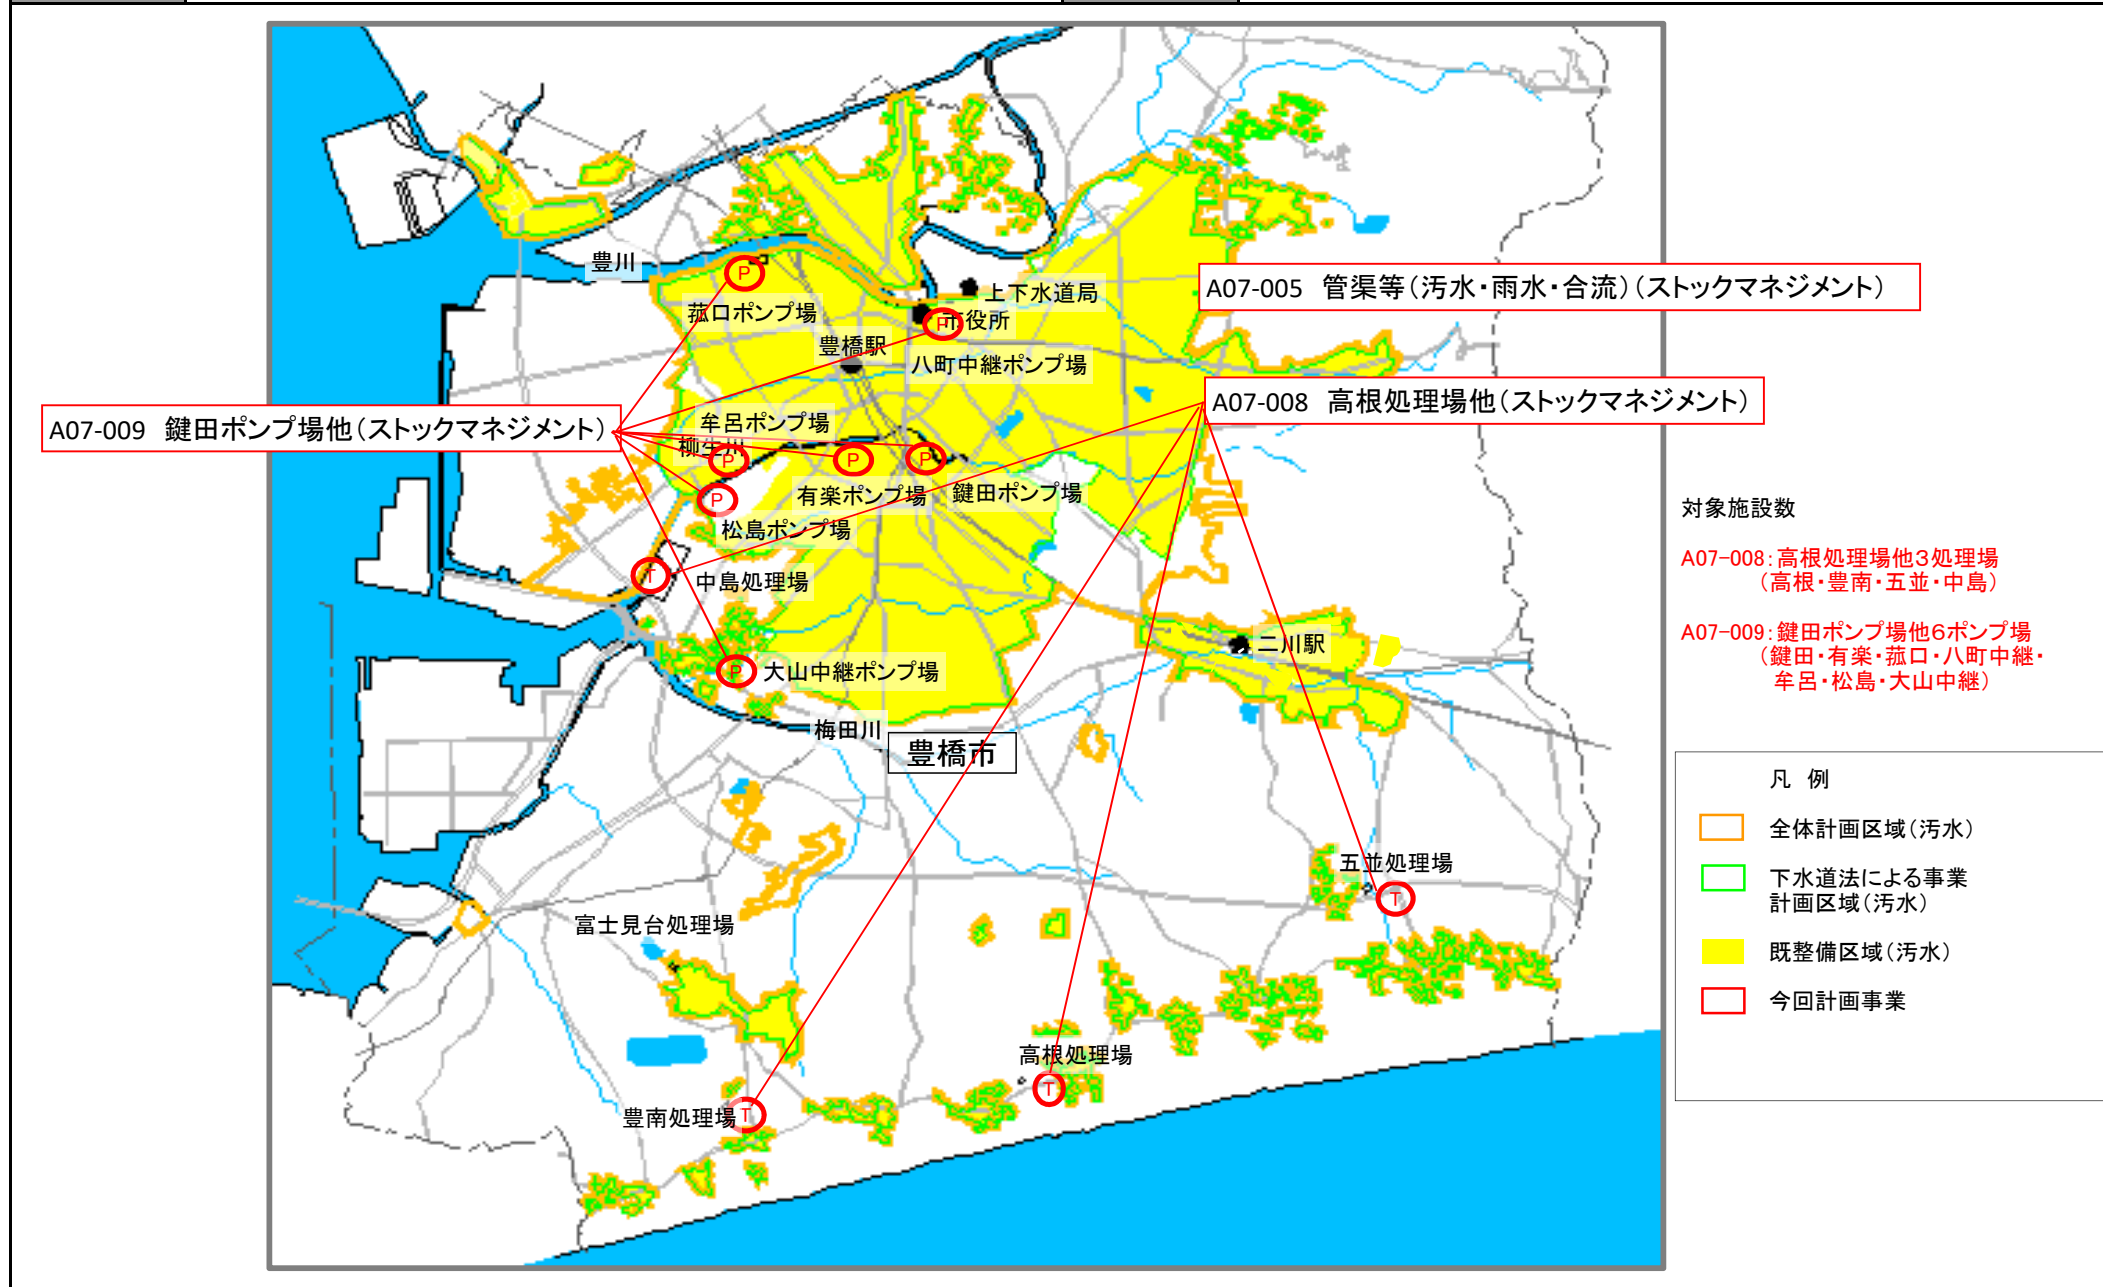 豊川
P
菰口ポンプ場
上下水道局
市役所
P
豊橋駅
八町中継ポンプ場
A07-005 管渠等(汚水・雨水・合流)(ストックマネジメント)
A07-008 高根処理場他(ストックマネジメント)
A07-009 鍵田ポンプ場他(ストックマネジメント)
牟呂ポンプ場
柳生川
P
P
P
P
有楽ポンプ場
鍵田ポンプ場
松島ポンプ場
T
中島処理場
P
大山中継ポンプ場
二川駅
梅田川
豊橋市
五並処理場
T
富士見台処理場
高根処理場
T
豊南処理場
T
対象施設数
A07-008:高根処理場他3処理場
(高根・豊南・五並・中島)
A07-009:鍵田ポンプ場他6ポンプ場
(鍵田・有楽・菰口・八町中継・
牟呂・松島・大山中継)
凡 例
全体計画区域(汚水)
下水道法による事業
計画区域(汚水)
既整備区域(汚水)
今回計画事業